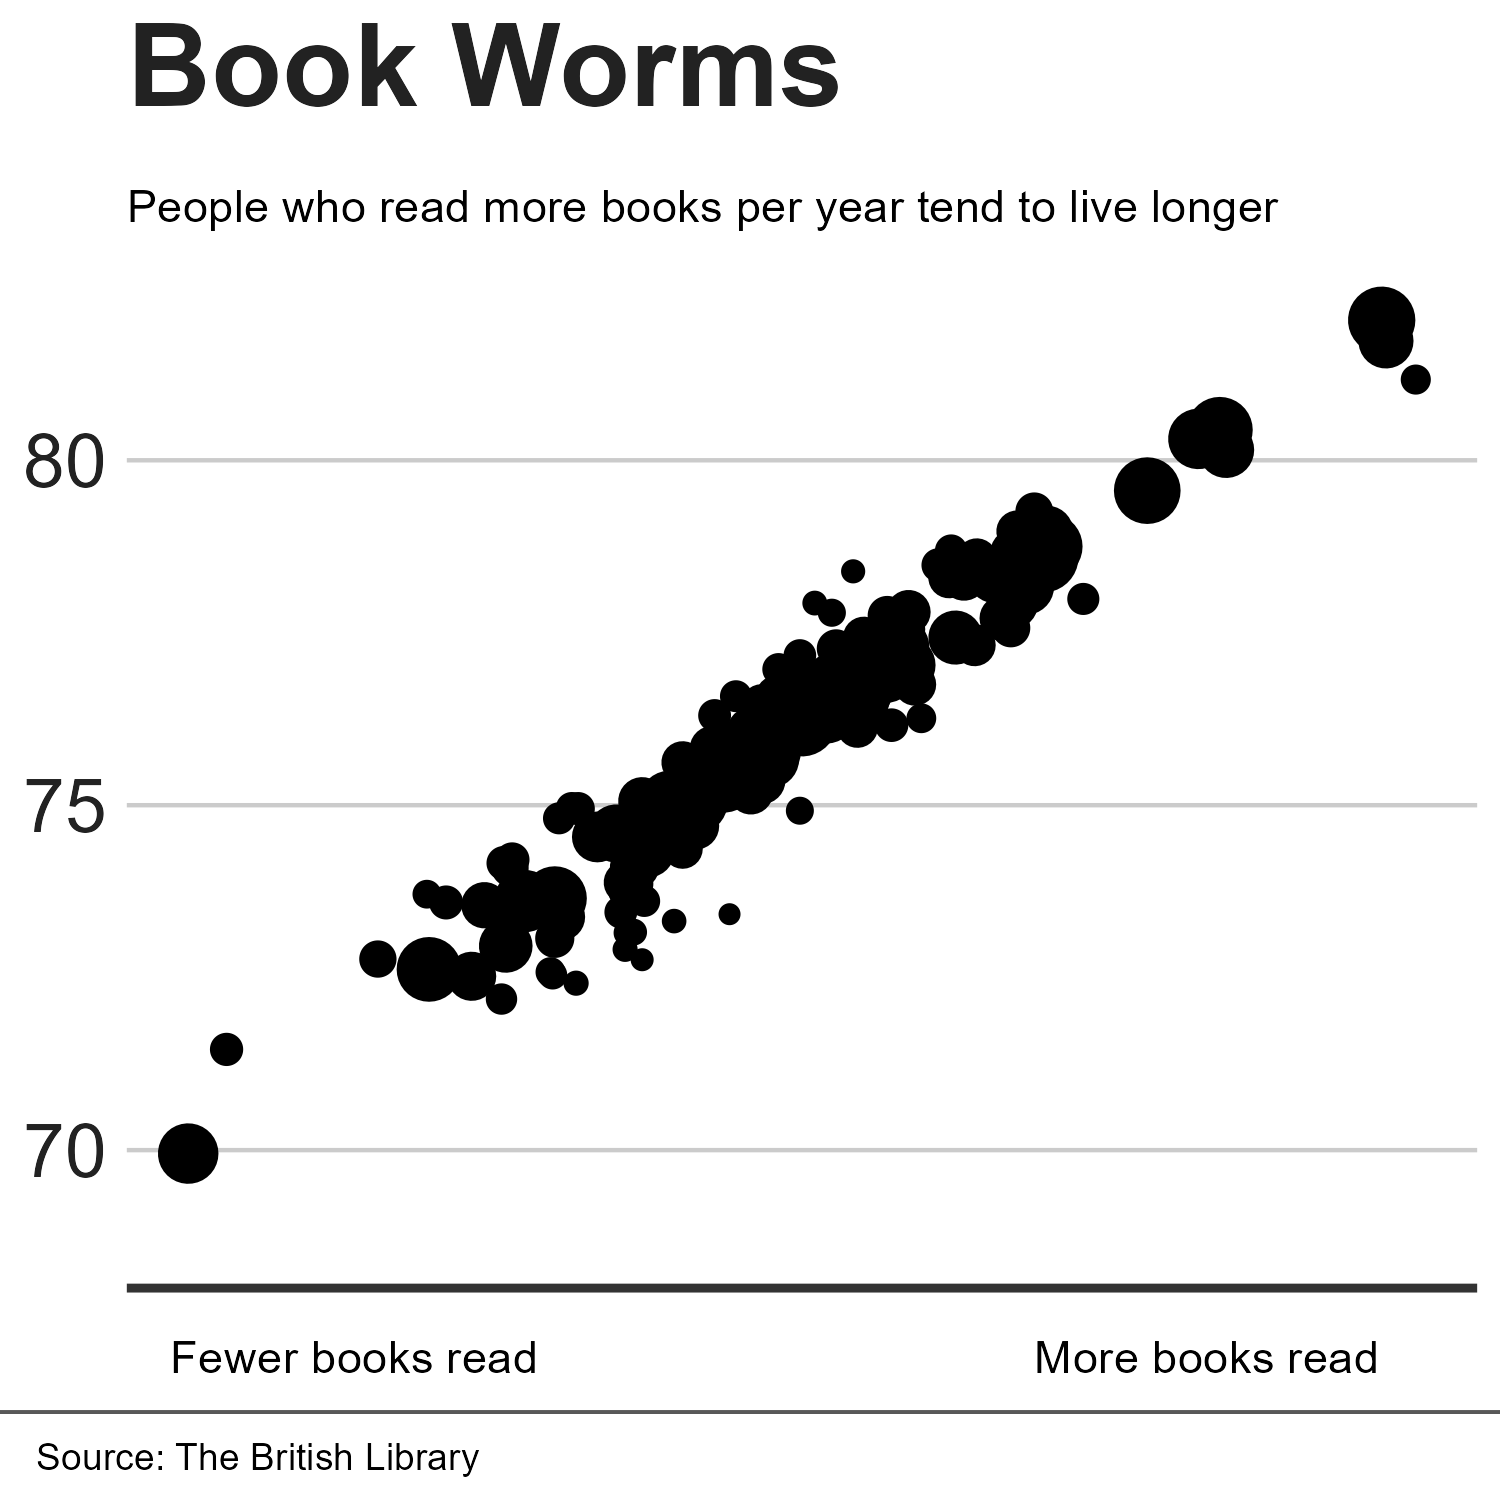 Book Worms
People who read more books per year tend to live longer
80
75
70
Fewer books read
More books read
Source: The British Library